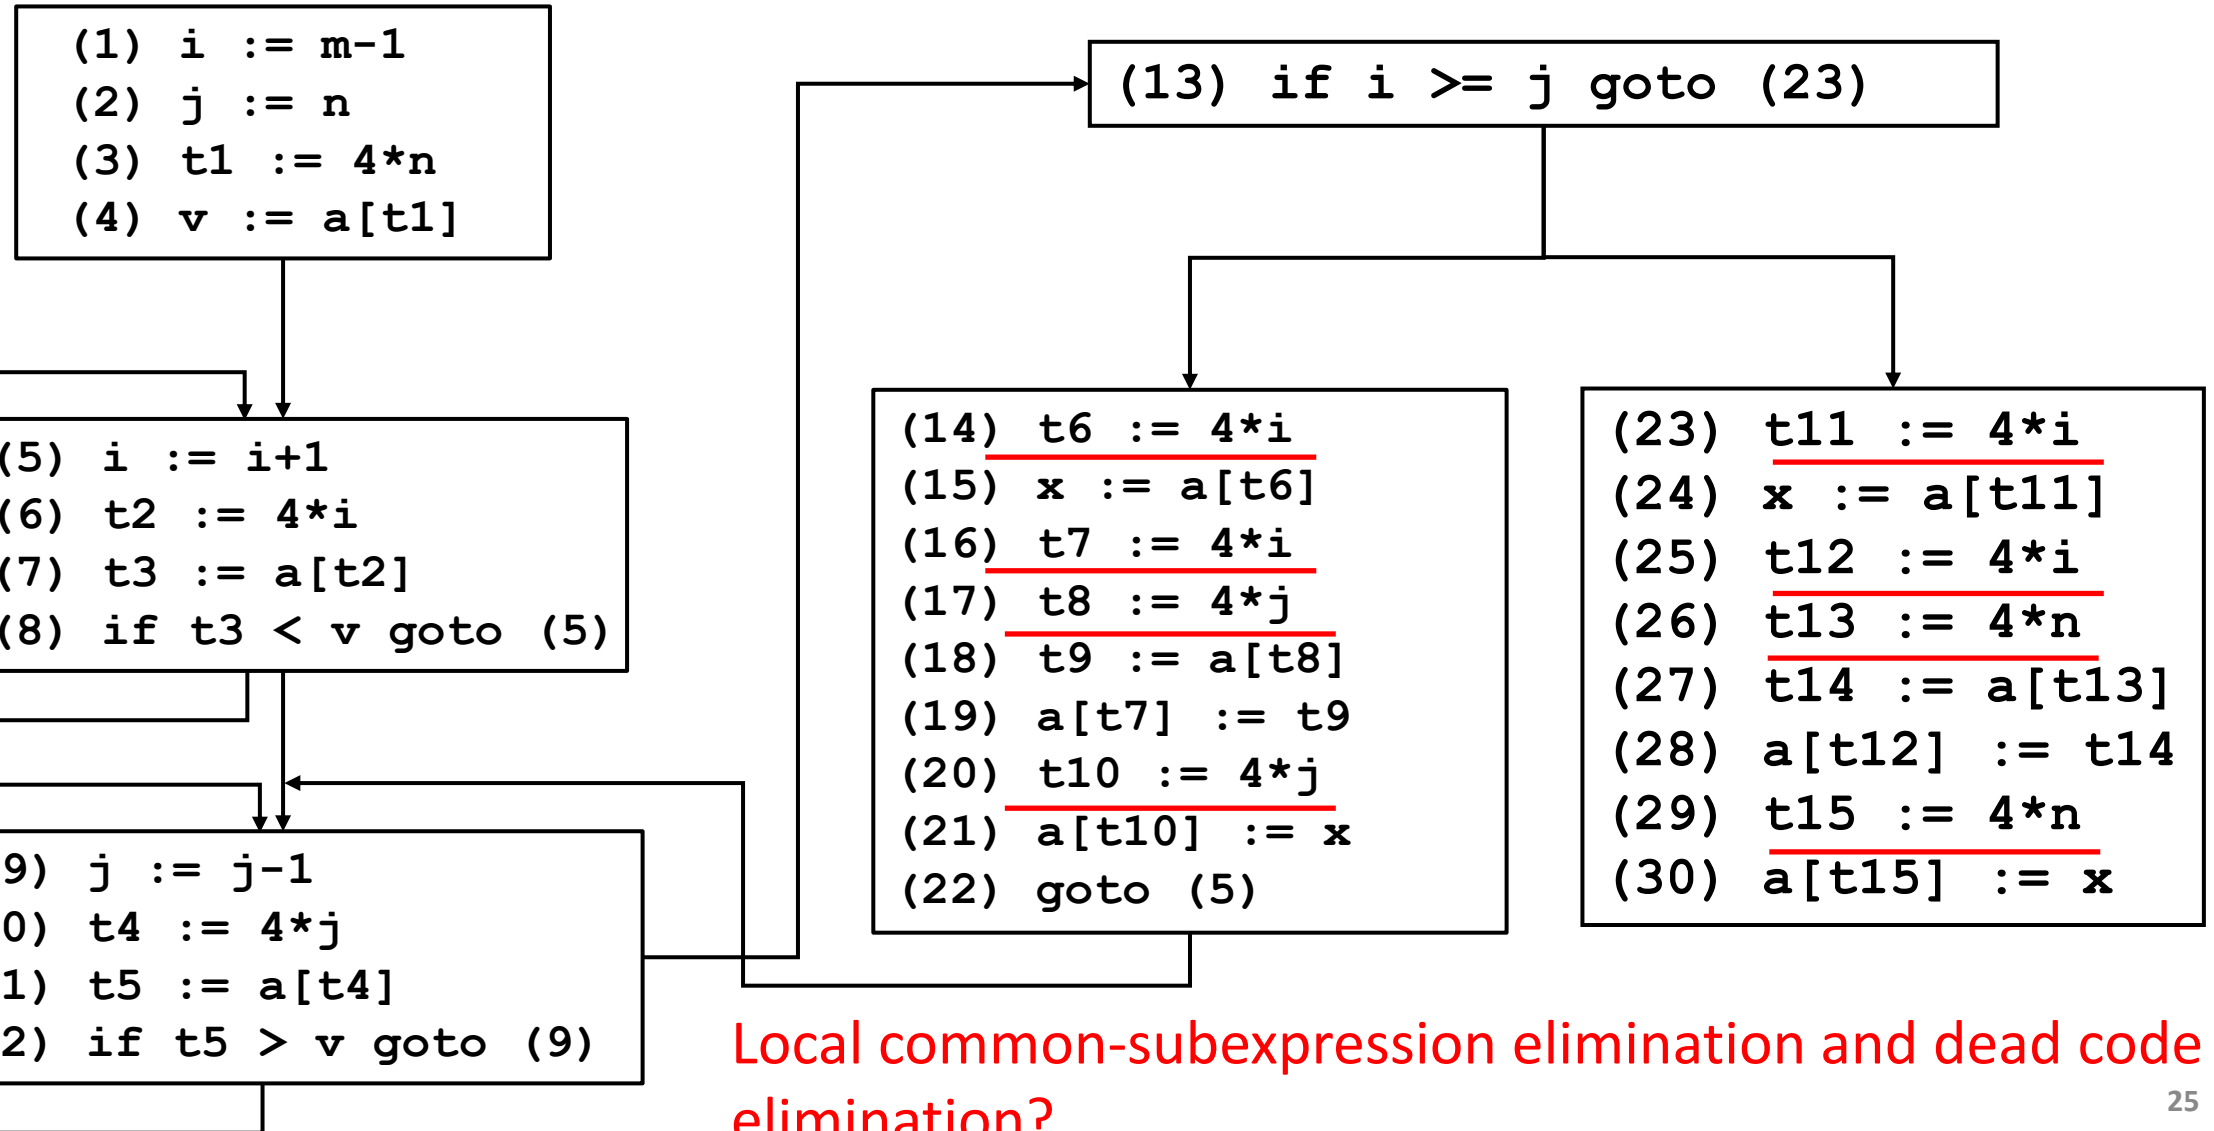 (1) i := m-1
(2) j := n
(3) t1 := 4*n
(4) v := a[t1]
(5) i := i+1
(6) t2 := 4*i
(7) t3 := a[t2]
(8) if t3 < v goto (5)
9) j := j-1
0) t4 := 4*j
1) t5 := a[t4]
2) if t5 > v goto (9)
(13) if i >= j goto (23)
(14) t6 := 4*i
(15) x := a[t6]
(16) t7 := 4*i
(17) t8 := 4*j
(18) t9 := a[t8]
(19) a[t7] := t9
(20) t10 := 4*j
(21) a[t10] := x
(22) goto (5)
(23) t11 := 4*i
(24) x := a[t11]
(25) t12 := 4*i
(26) t13 := 4*n
(27) t14 := a[t13]
(28) a[t12] := t14
(29) t15 := 4*n
(30) a[t15] := x
Local common-subexpression elimination and dead code
elimination?
25